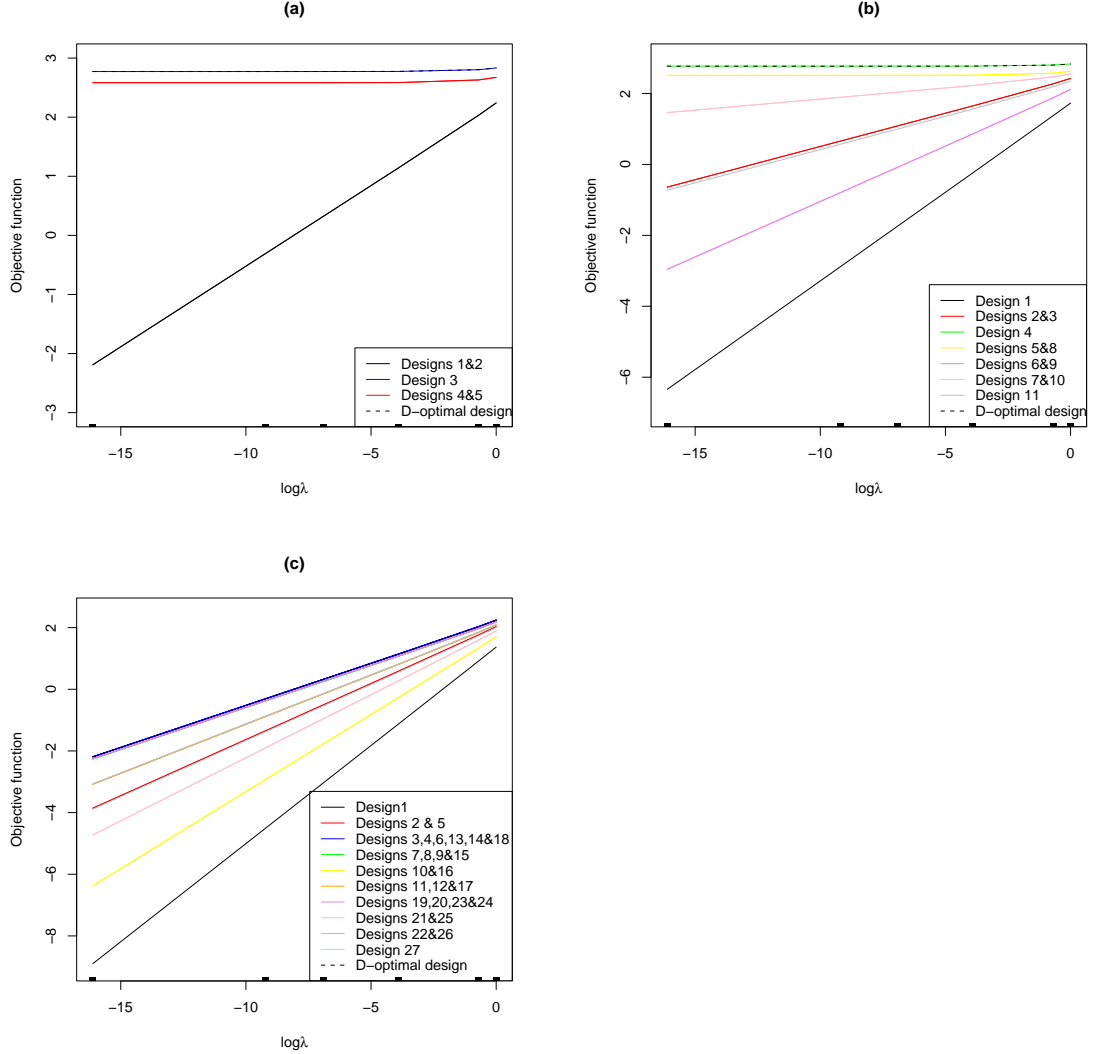 (a)
Objective function
3
2
1
0
−1
−2
−3
Designs 1&2
Design 3
Designs 4&5
D−optimal design
−15 −10 −5 0
logλ
(b)
Objective function
2
0
−2
−4
−6
Design 1
Designs 2&3
Design 4
Designs 5&8
Designs 6&9
Designs 7&10
Design 11
D−optimal design
−15 −10 −5 0
logλ
(c)
Objective function
2
0
−2
−4
−6
−8
Design1
Designs 2 & 5
Designs 3,4,6,13,14&18
Designs 7,8,9&15
Designs 10&16
Designs 11,12&17
Designs 19,20,23&24
Designs 21&25
Designs 22&26
Design 27
D−optimal design
−15 −10 −5 0
logλ